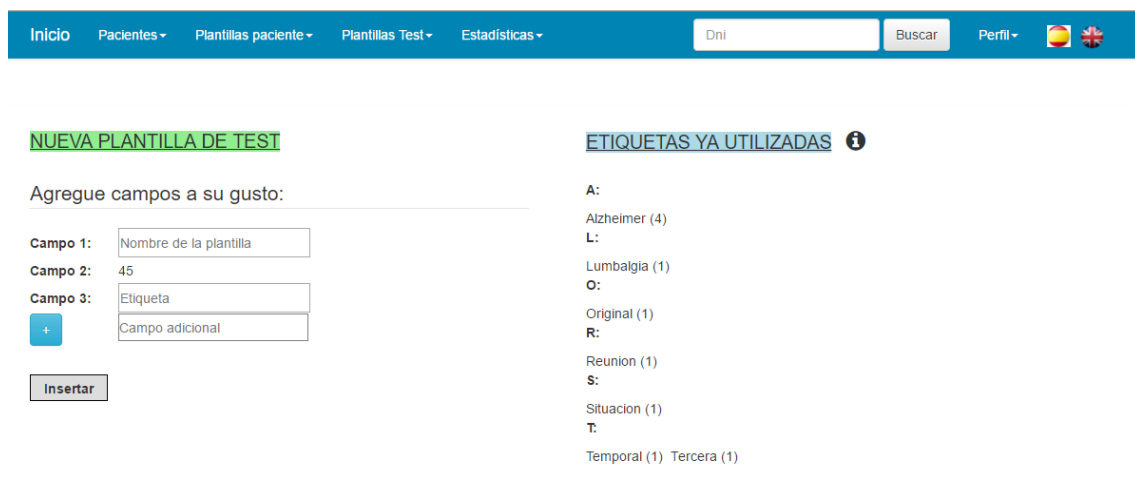 Inicio Pacientes Plantillas paciente Plantillas Test Estadísticas Dni Buscar Perfil
NUEVA PLANTILLA DE TEST
Agregue campos a su gusto:
Campo 1: Nombre de la plantilla
Campo 2: 45
Campo 3: Etiqueta
+ Campo adicional
Insertar
ETIQUETAS YA UTILIZADAS i
A:
Alzheimer (4)
L:
Lumbalgia (1)
O:
Original (1)
R:
Reunion (1)
S:
Situacion (1)
T:
Temporal (1) Tercera (1)